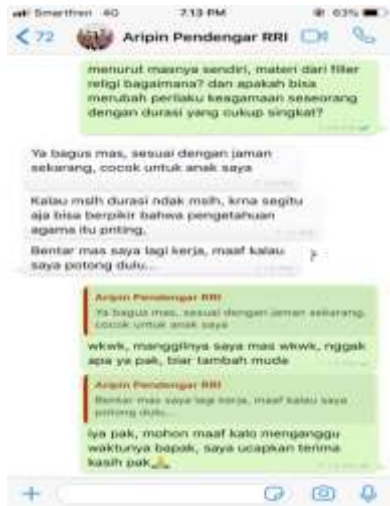 Smartfren 4G 7.13 PM 63%
72 Aripin Pendengar RRI
menurut masnya sendiri, materi dari filler
religi bagaimana? dan apakah bisa
merubah perilaku keagamaan seseorang
dengan durasi yang cukup singkat?
Ya bagus mas, sesuai dengan jaman
sekarang, cocok untuk anak saya
Kalau mslh durasi ndak mslh, krna segitu
aja bisa berpikir bahwa pengetahuan
agama itu pnting.
Bentar mas saya lagi kerja, maaf kalau
saya potong dulu...
Aripin Pendengar RRI
Ya bagus mas, sesuai dengan jaman sekarang,
cocok untuk anak saya
wkwk, manggilnya saya mas wkwk, nggak
apa ya pak, biar tambah muda
Aripin Pendengar RRI
Bentar mas saya lagi kerja, maaf kalau saya
potong dulu...
iya pak, mohon maaf kalo menganggu
waktunya bapak, saya ucapkan terima
kasih pak🙏